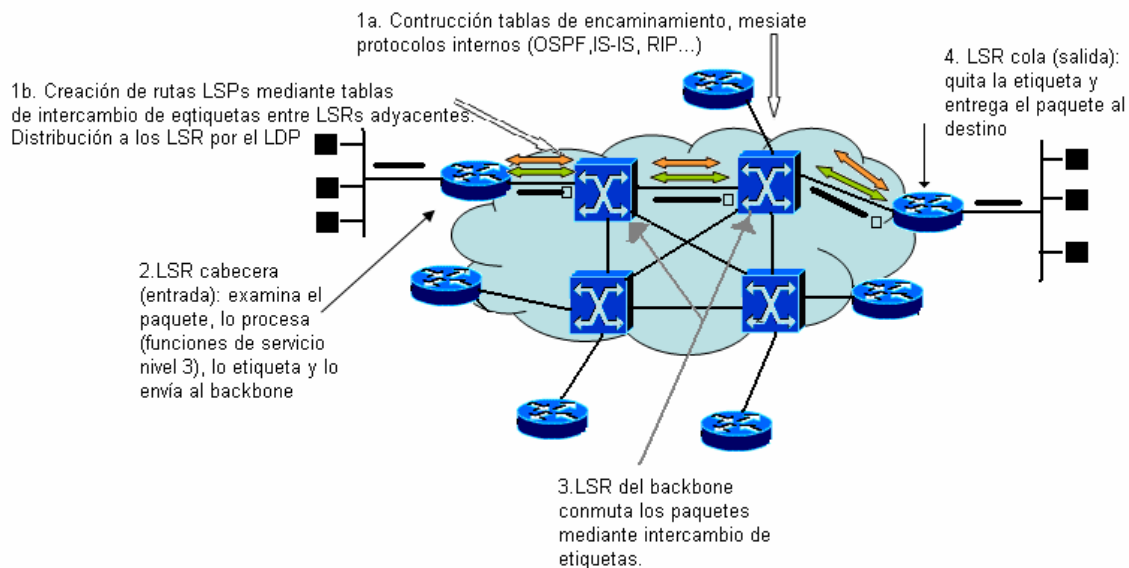 1a. Contrucción tablas de encaminamiento, mesiate
protocolos internos (OSPF,IS-IS, RIP...)
1b. Creación de rutas LSPs mediante tablas
de intercambio de eqtiquetas entre LSRs adyacentes.
Distribución a los LSR por el LDP
4. LSR cola (salida):
quita la etiqueta y
entrega el paquete al
destino
2.LSR cabecera
(entrada): examina el
paquete, lo procesa
(funciones de servicio
nivel 3), lo etiqueta y lo
envía al backbone
3.LSR del backbone
conmuta los paquetes
mediante intercambio de
etiquetas.